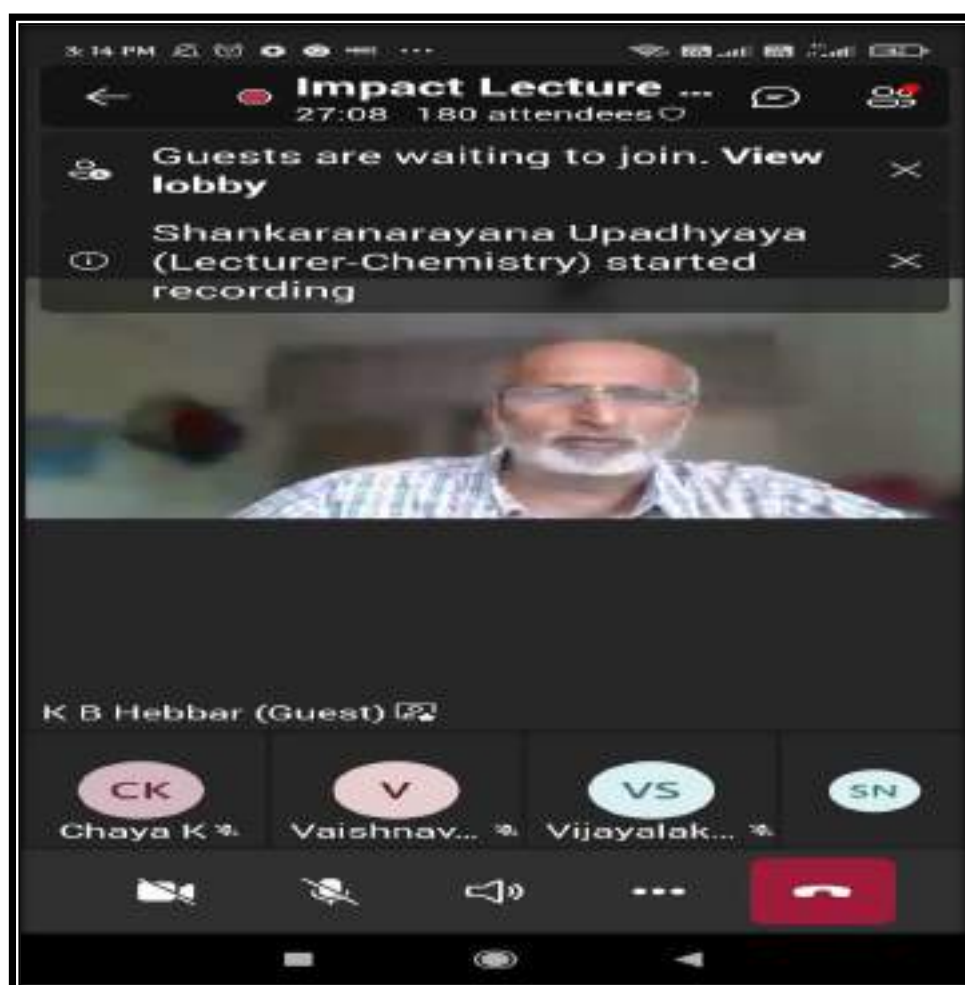 3:14 PM
Impact Lecture ...
27:08 180 attendees
Guests are waiting to join. View
lobby
Shankaranarayana Upadhyaya
(Lecturer-Chemistry) started
recording
K B Hebbar (Guest)
CK V VS SN
Chaya K Vaishnav... Vijayalak...